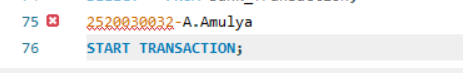 75 2520030032-A.Amulya
76 START TRANSACTION;